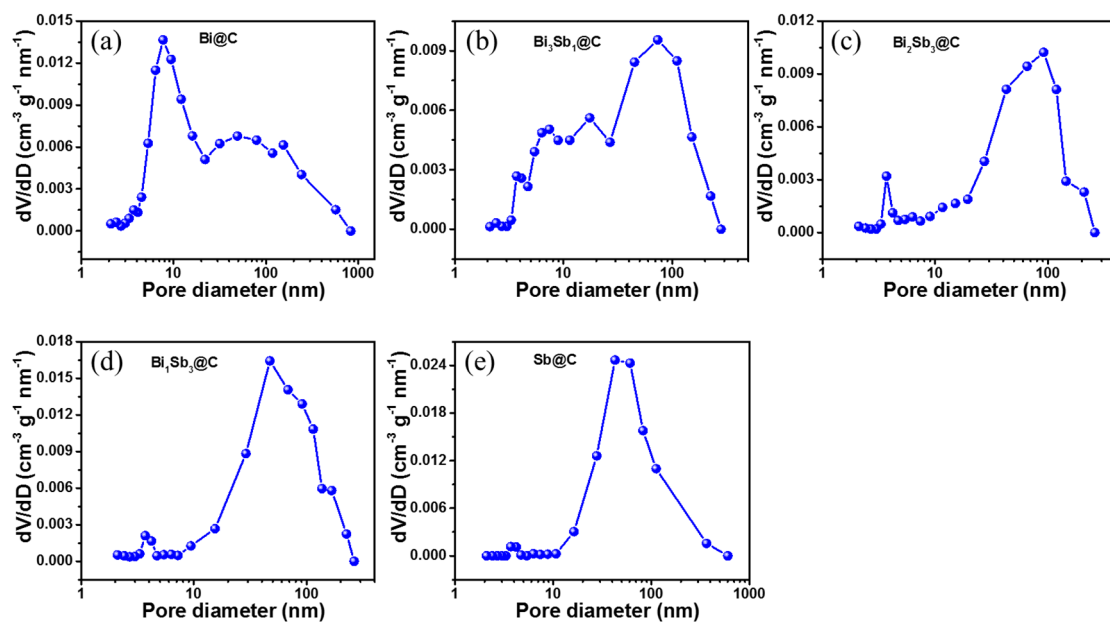 (a)
Bi@C
dV/dD (cm⁻³ g⁻¹ nm⁻¹)
0.015
0.012
0.009
0.006
0.003
0.000
1 10 100 1000
Pore diameter (nm)
(b)
Bi₃Sb₁@C
dV/dD (cm⁻³ g⁻¹ nm⁻¹)
0.009
0.006
0.003
0.000
1 10 100
Pore diameter (nm)
(c)
Bi₂Sb₃@C
dV/dD (cm⁻³ g⁻¹ nm⁻¹)
0.012
0.009
0.006
0.003
0.000
1 10 100
Pore diameter (nm)
(d)
Bi₁Sb₃@C
dV/dD (cm⁻³ g⁻¹ nm⁻¹)
0.018
0.015
0.012
0.009
0.006
0.003
0.000
1 10 100
Pore diameter (nm)
(e)
Sb@C
dV/dD (cm⁻³ g⁻¹ nm⁻¹)
0.024
0.018
0.012
0.006
0.000
1 10 100 1000
Pore diameter (nm)